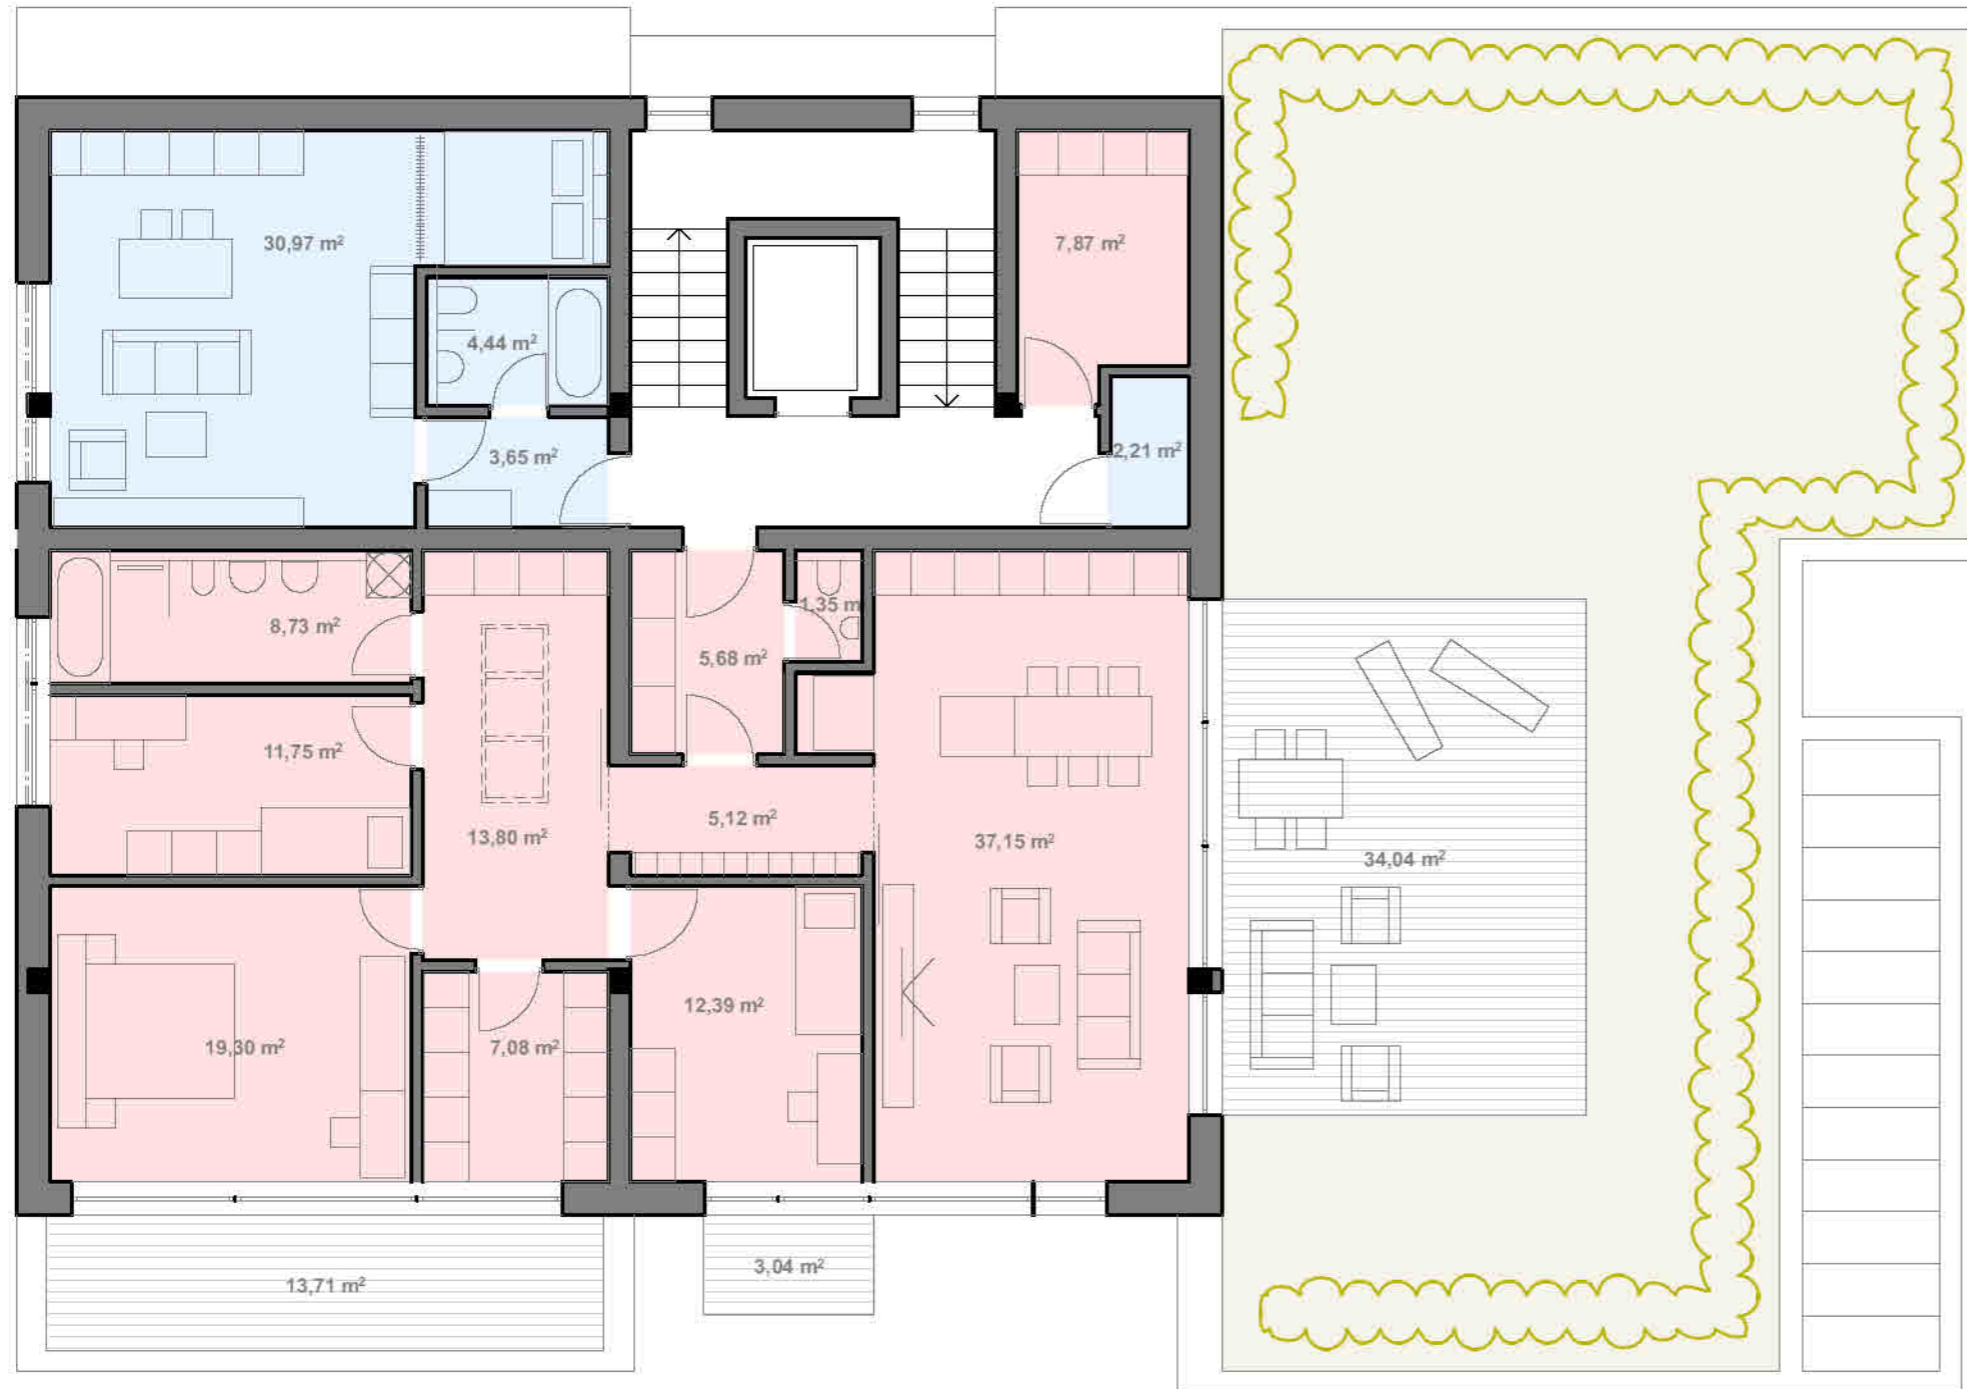 30,97 m²
7,87 m²
4,44 m²
3,65 m²
2,21 m²
8,73 m²
1,35 m
5,68 m²
11,75 m²
5,12 m²
13,80 m²
37,15 m²
34,04 m²
12,39 m²
19,30 m²
7,08 m²
3,04 m²
13,71 m²